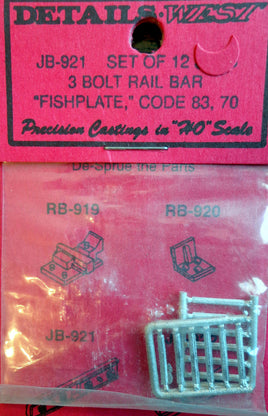 DETAILS WEST
JB-921 SET OF 12
3 BOLT RAIL BAR
"FISHPLATE," CODE 83, 70
Precision Castings in "HO" Scale
De-Sprue the Parts
RB-919 RB-920
JB-921